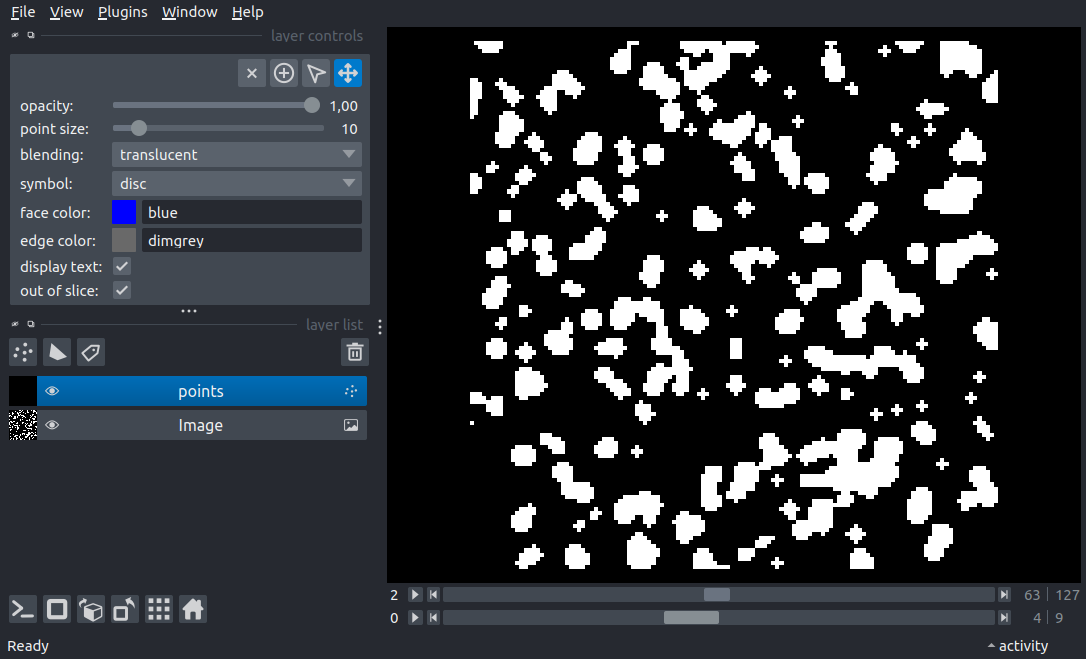 File View Plugins Window Help
layer controls
opacity: 1,00
point size: 10
blending: translucent
symbol: disc
face color: blue
edge color: dimgrey
display text:
out of slice:
layer list
points
Image
2 63 | 127
0 4 | 9
Ready activity